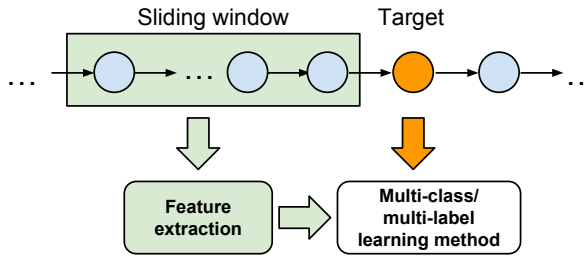 Sliding window
Target
...
...
...
Feature
extraction
Multi-class/
multi-label
learning method